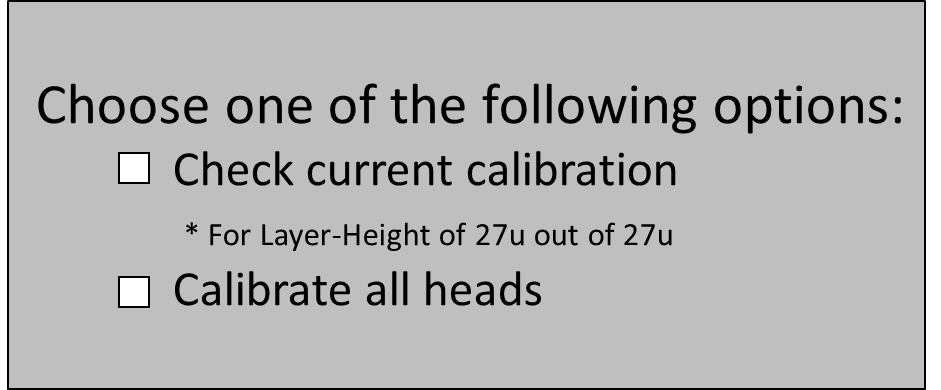 Choose one of the following options:
Check current calibration
* For Layer-Height of 27u out of 27u
Calibrate all heads